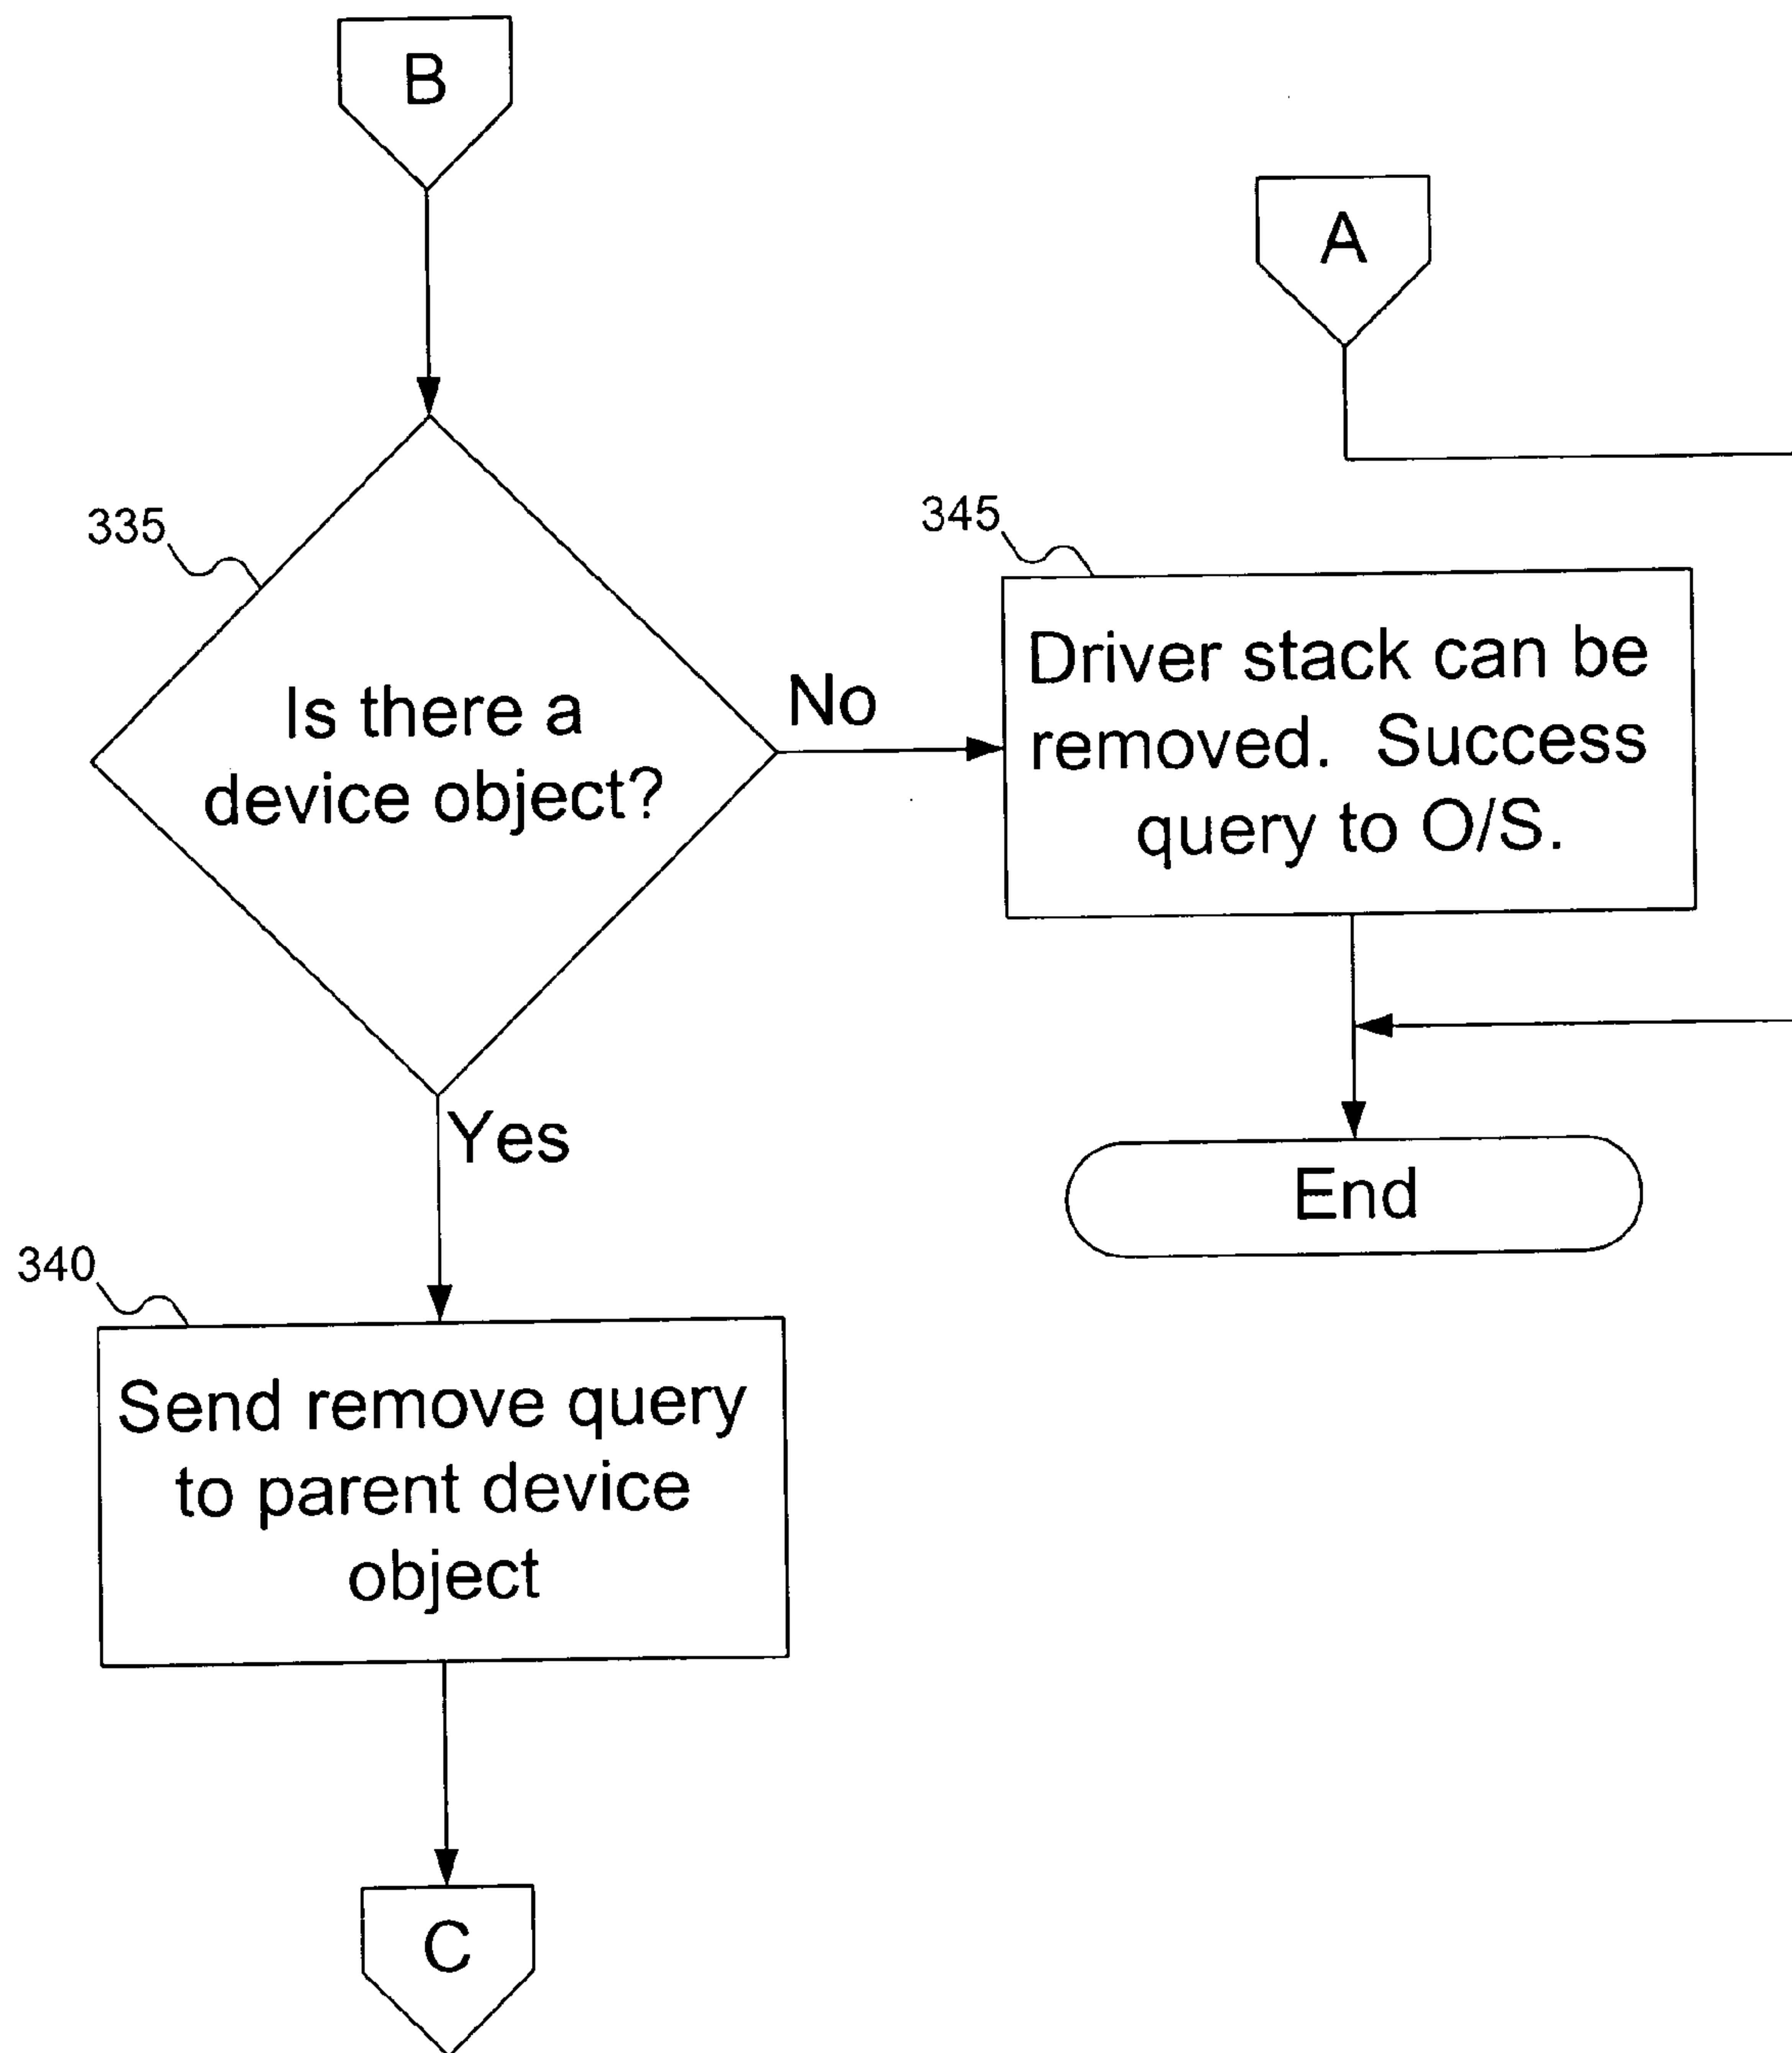 B
A
335
Is there a
device object?
No
345
Driver stack can be
removed.  Success
query to O/S.
Yes
End
340
Send remove query
to parent device
object
C